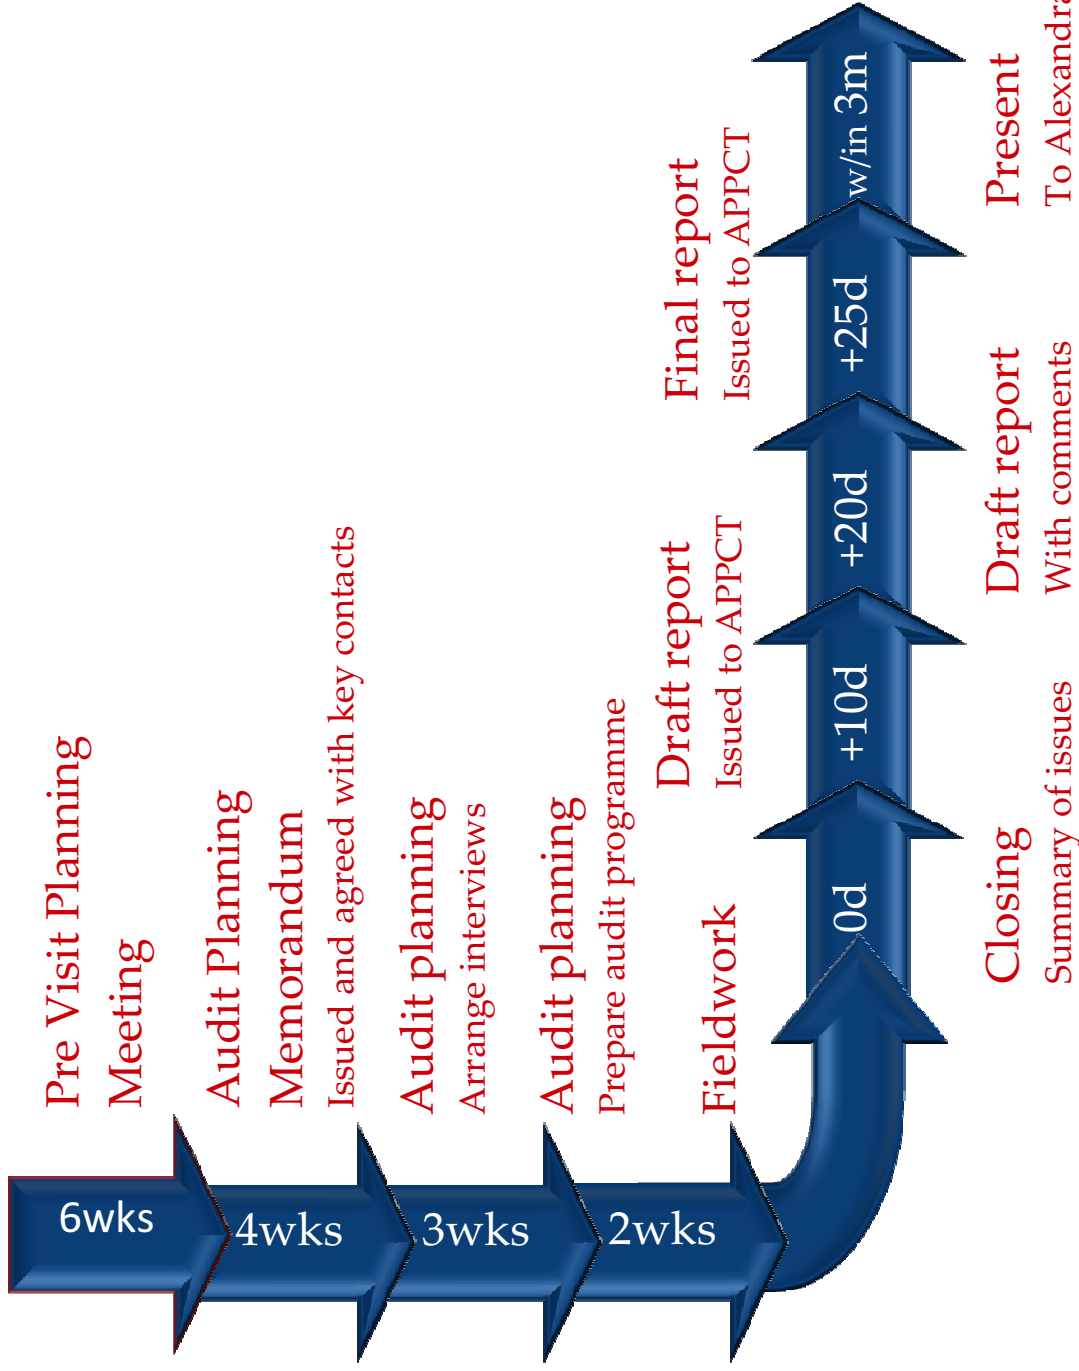 Pre Visit Planning
Meeting
6wks
Audit Planning
Memorandum
Issued and agreed with key contacts
4wks
Audit planning
Arrange interviews
3wks
Audit planning
Prepare audit programme
2wks
Fieldwork
0d
Closing
Summary of issues
+10d
Draft report
Issued to APPCT
+20d
Draft report
With comments
+25d
Final report
Issued to APPCT
w/in 3m
Present
To Alexandra